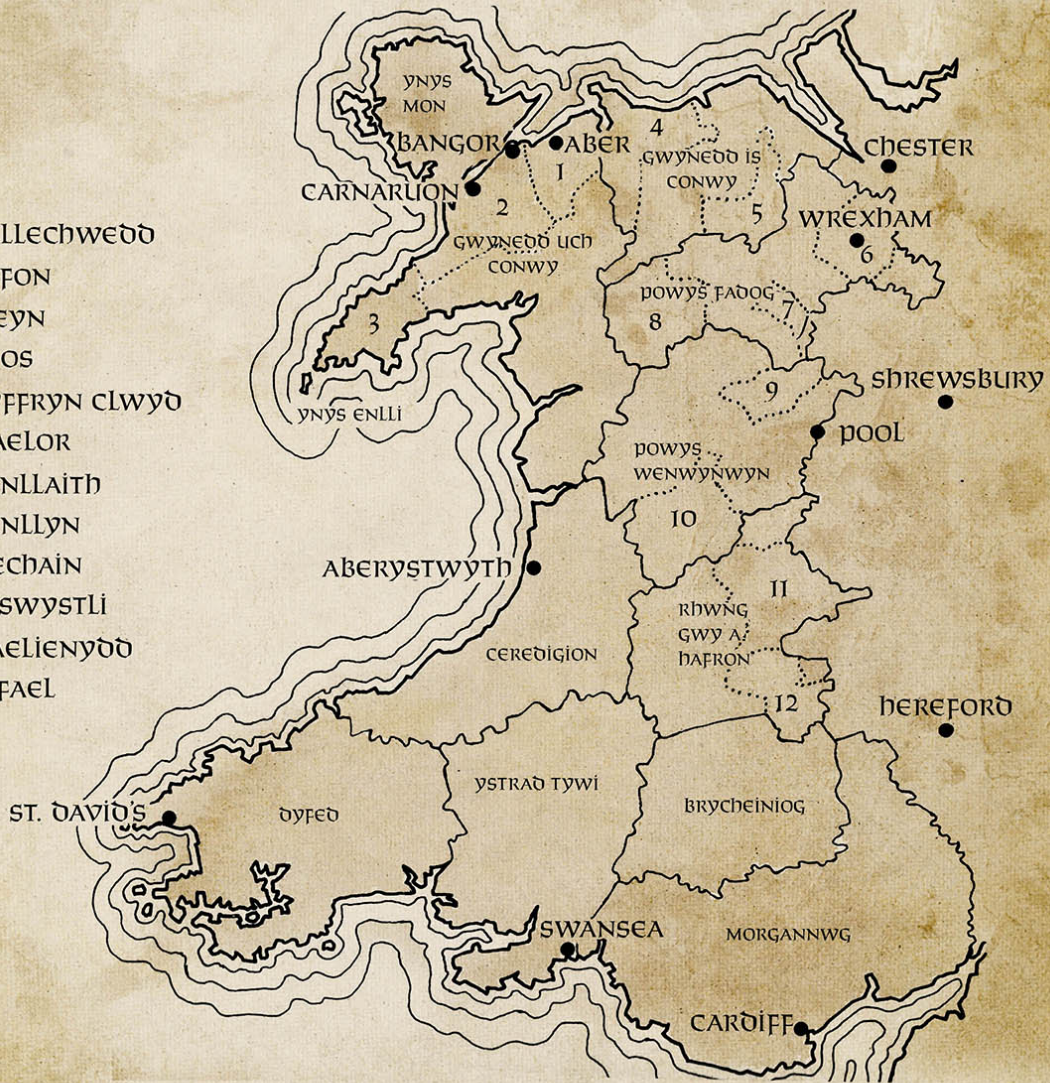 YNYS
MON
BANGOR
ABER
4
CHESTER
GWYNEDD IS
CONWY
1
CARNARUON
2
5
WREXHAM
LLECHWEDD
GWYNEDD UCH
CONWY
6
FON
POWYS FADOG
7
EYN
3
8
OS
SHREWSBURY
9
FFRYN CLWYD
YNYS ENLLI
POOL
AELOR
POWYS
WENWYNWYN
NLLAITH
10
NLLYN
ABERYSTWYTH
ECHAIN
11
SWYSTLI
RHWNG
GWY A
HAFRON
AELIENYDD
CEREDIGION
FAEL
12
HEREFORD
YSTRAD TYWI
ST. DAVID'S
DYFED
BRYCHEINIOG
SWANSEA
MORGANNWG
CARDIFF